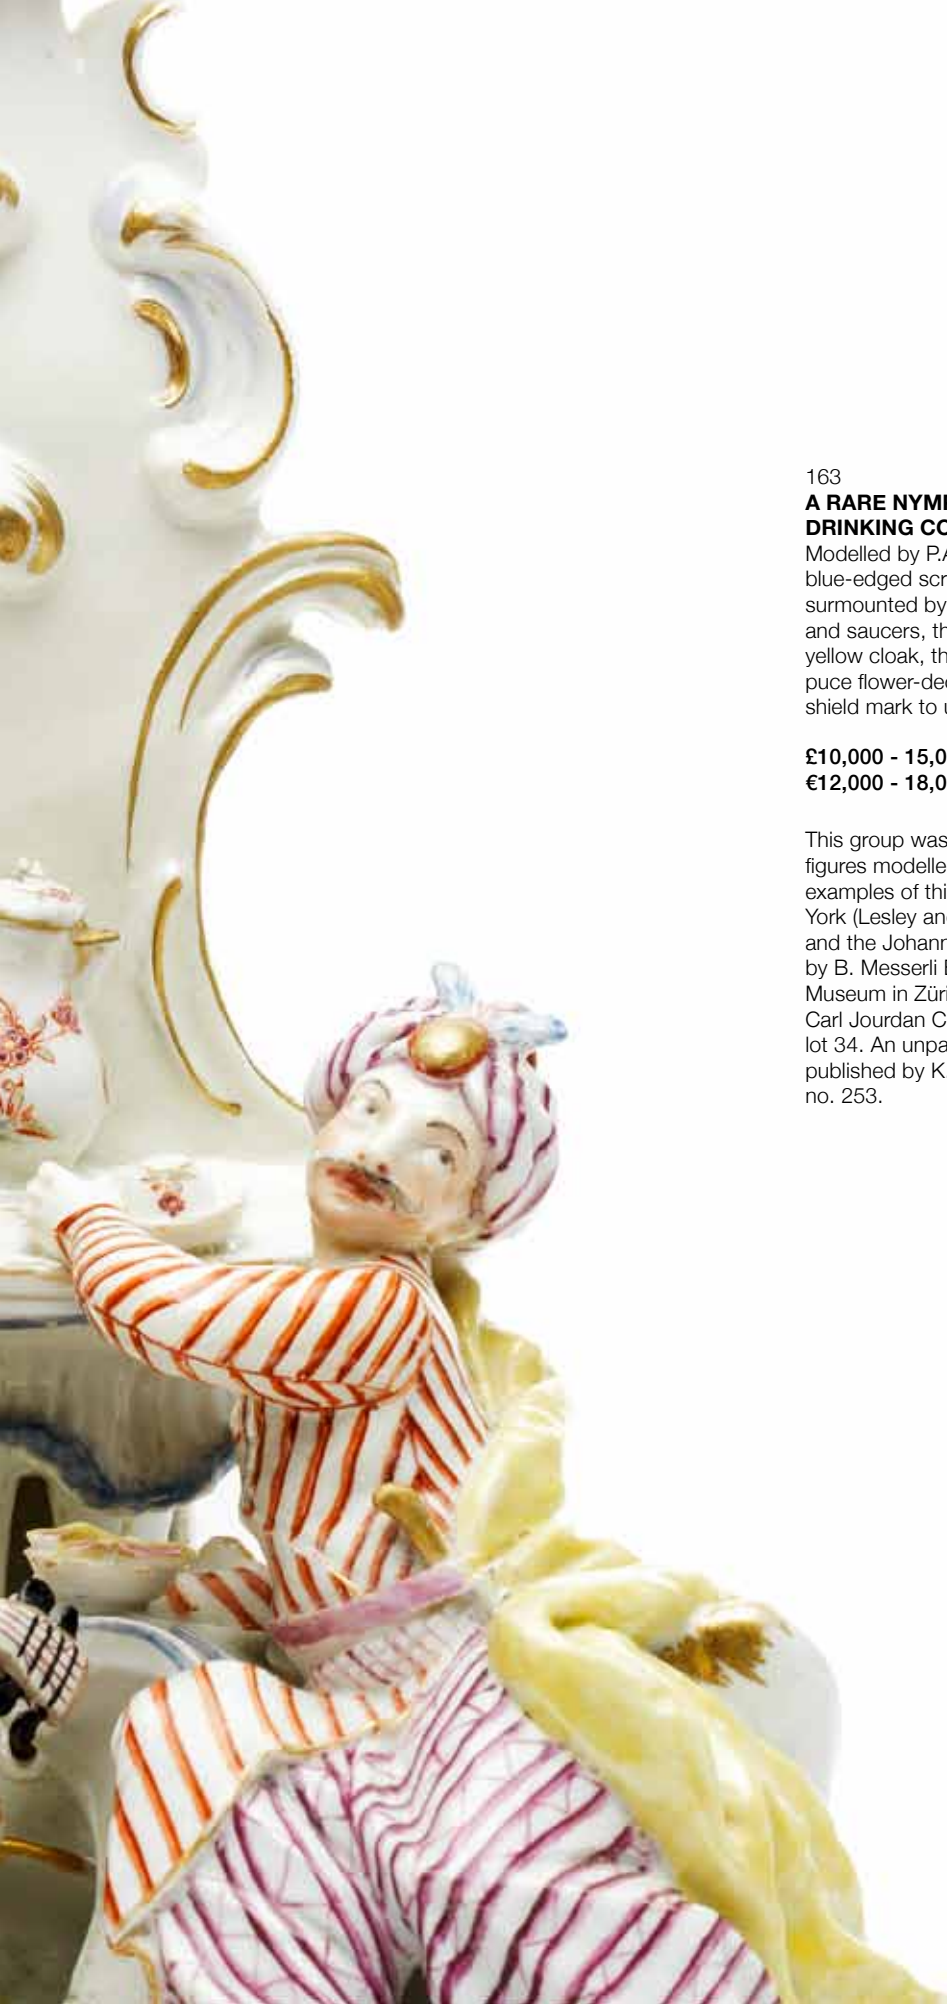 163
A RARE NYM
DRINKING CO
Modelled by P.A
blue-edged scr
surmounted by
and saucers, th
yellow cloak, th
puce flower-dec
shield mark to u
£10,000 - 15,0
€12,000 - 18,0
This group was
figures modelle
examples of thi
York (Lesley an
and the Johann
by B. Messerli B
Museum in Züri
Carl Jourdan C
lot 34. An unpa
published by K.
no. 253.